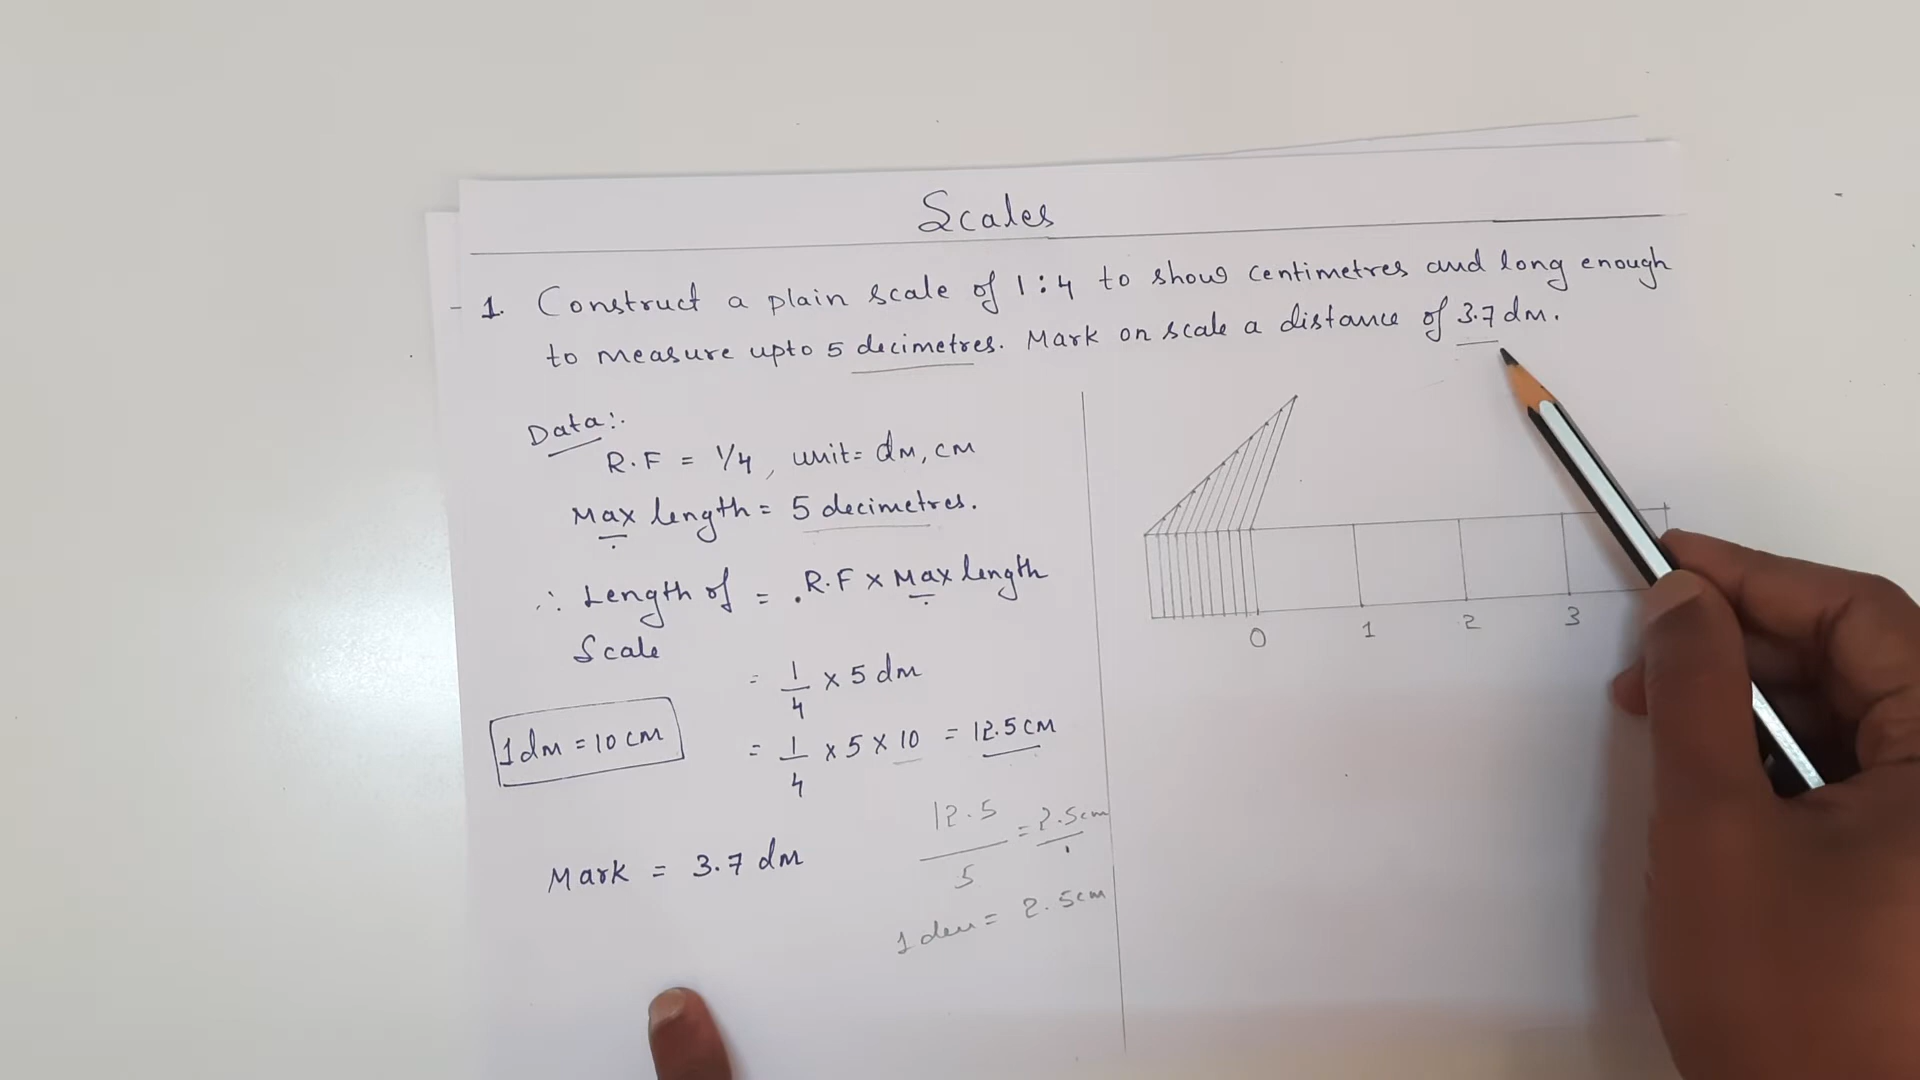 Scales
1. Construct a plain scale of 1:4 to show centimetres and long enough
to measure upto 5 decimetres. Mark on scale a distance of 3.7 dm.
Data:.
R.F = 1/4, unit= dm, cm
Max length = 5 decimetres.
∴ Length of Scale = R.F x Max length
= 1/4 x 5 dm
1dm = 10 cm
= 1/4 x 5 x 10 = 12.5 cm
12.5/5 = 2.5cm
Mark = 3.7 dm
1 dm = 2.5cm
0 1 2 3